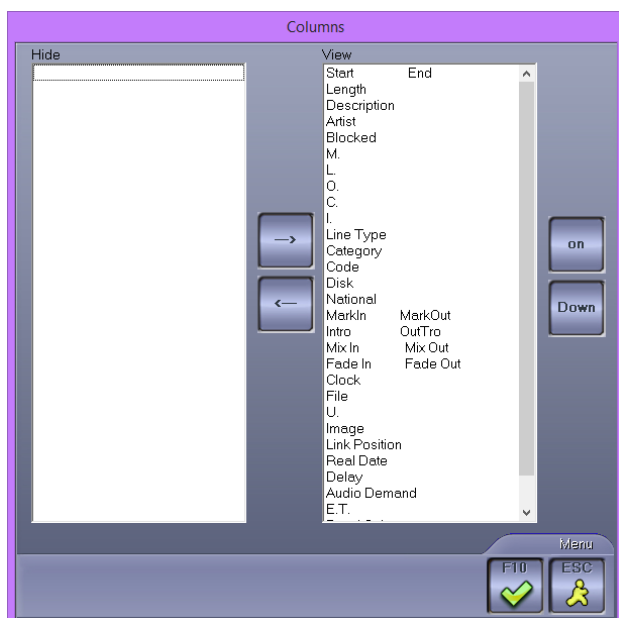 Columns
Hide
View
Start End
Length
Description
Artist
Blocked
M.
L.
O.
C.
I.
Line Type
Category
Code
Disk
National
MarkIn MarkOut
Intro OutTro
Mix In Mix Out
Fade In Fade Out
Clock
File
U.
Image
Link Position
Real Date
Delay
Audio Demand
E.T.
—>
<—
on
Down
Menu
F10
ESC